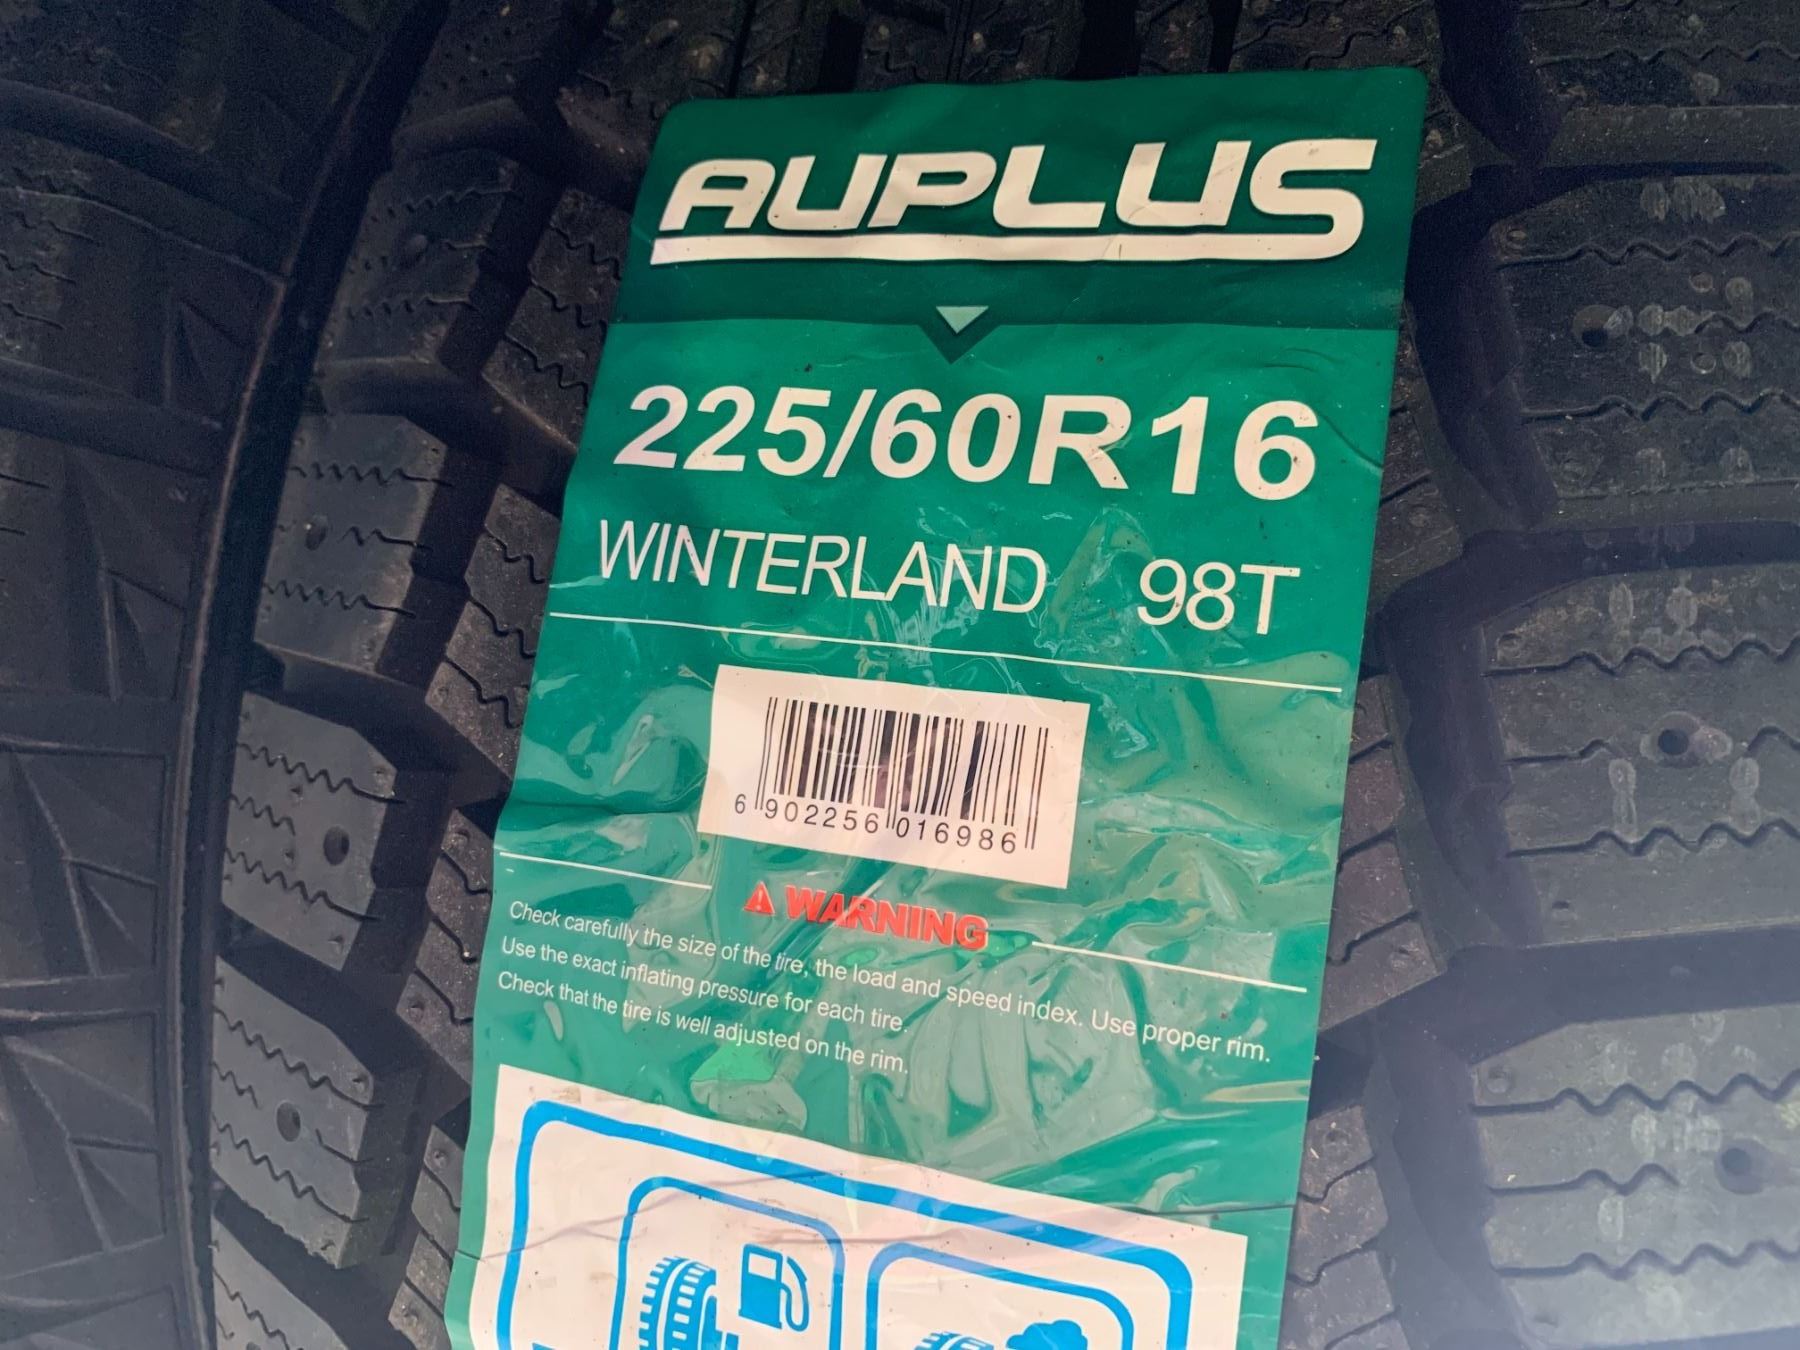 AUPLUS
225/60R16
WINTERLAND 98T
6 902256 016986
WARNING
Check carefully the size of the tire, the load and speed index. Use proper rim.
Use the exact inflating pressure for each tire.
Check that the tire is well adjusted on the rim.